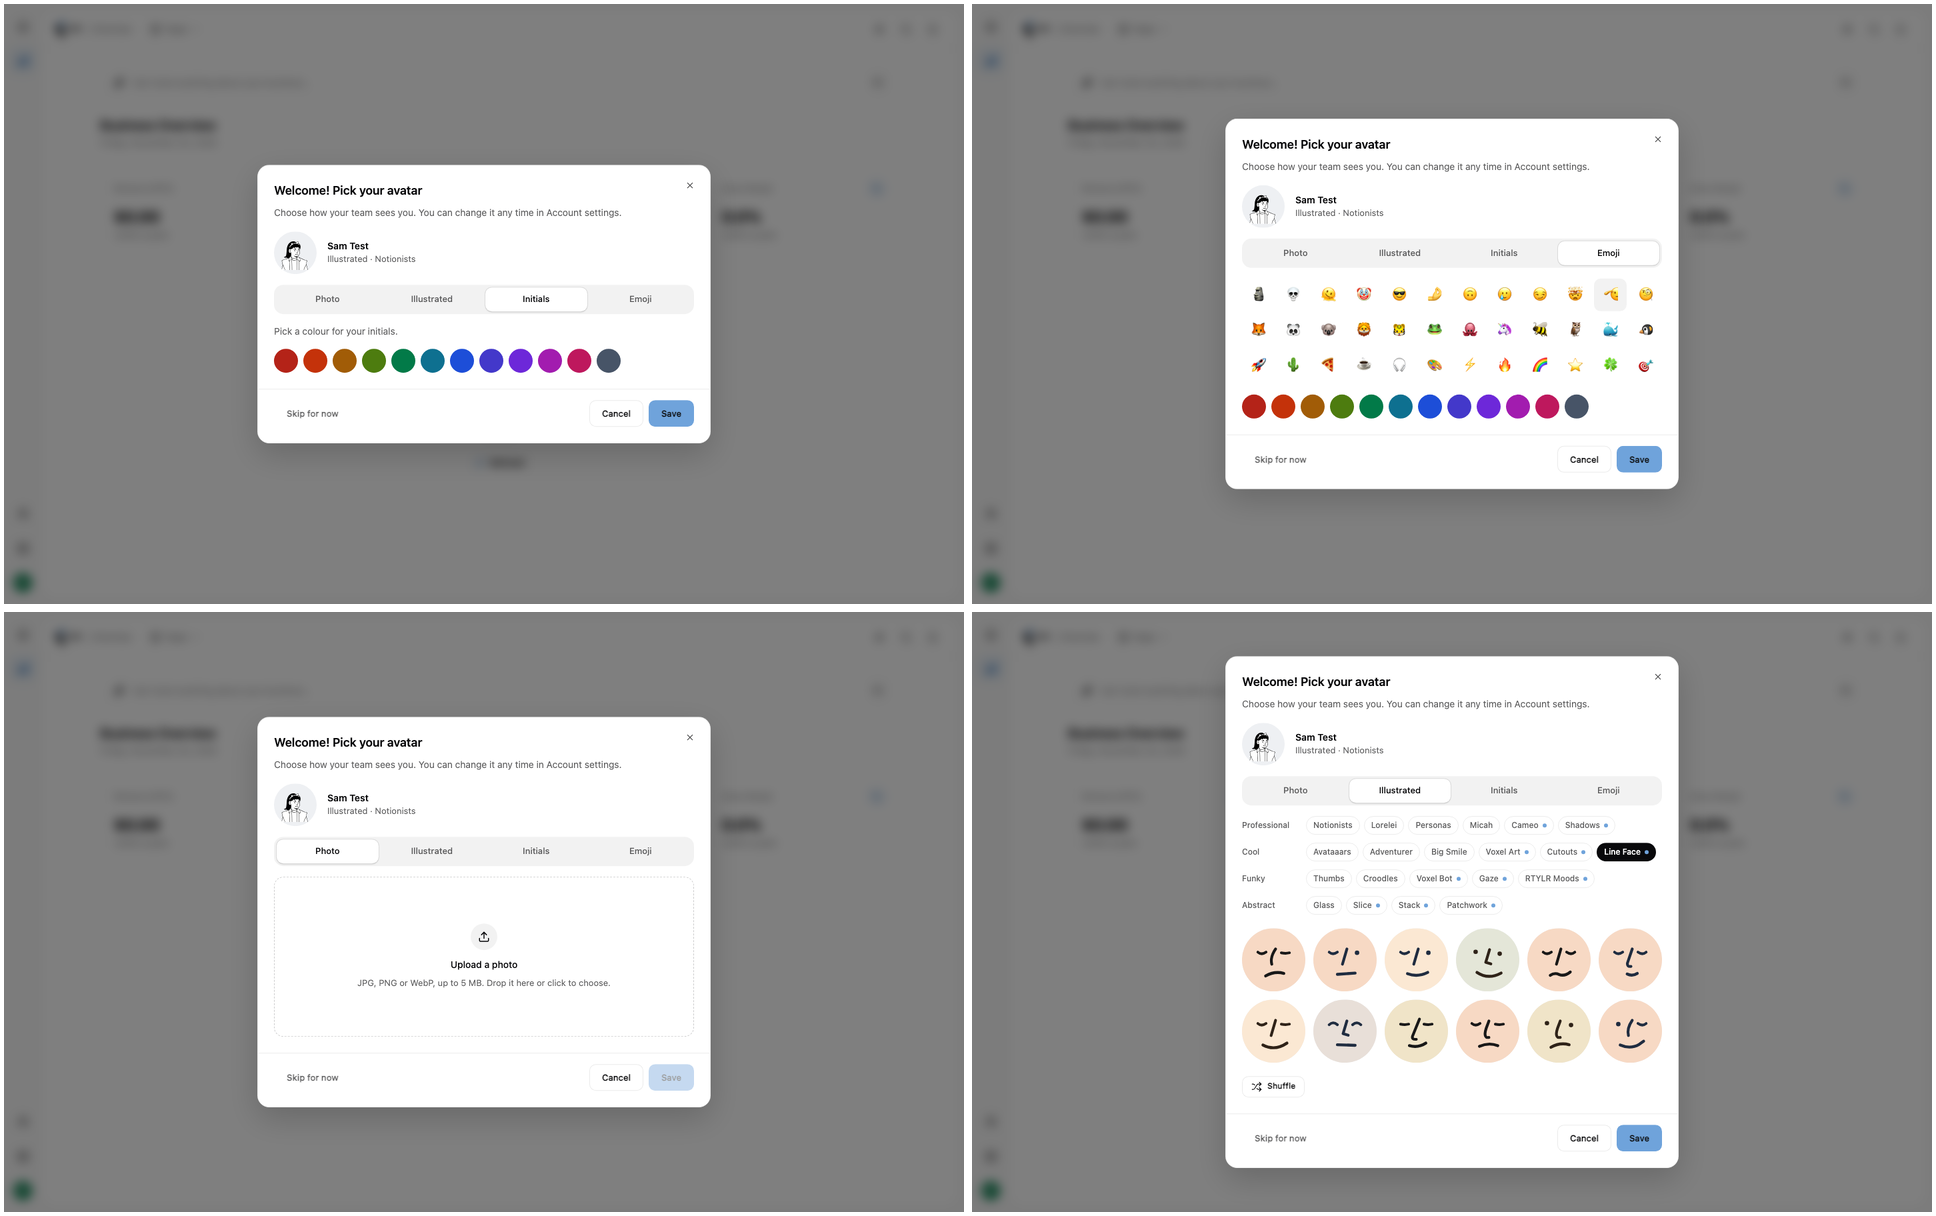 Welcome! Pick your avatar
Choose how your team sees you. You can change it any time in Account settings.
Sam Test
Illustrated · Notionists
Photo
Illustrated
Initials
Emoji
Pick a colour for your initials.
Skip for now
Cancel
Save
Welcome! Pick your avatar
Choose how your team sees you. You can change it any time in Account settings.
Sam Test
Illustrated · Notionists
Photo
Illustrated
Initials
Emoji
Skip for now
Cancel
Save
Welcome! Pick your avatar
Choose how your team sees you. You can change it any time in Account settings.
Sam Test
Illustrated · Notionists
Photo
Illustrated
Initials
Emoji
Upload a photo
JPG, PNG or WebP, up to 5 MB. Drop it here or click to choose.
Skip for now
Cancel
Save
Welcome! Pick your avatar
Choose how your team sees you. You can change it any time in Account settings.
Sam Test
Illustrated · Notionists
Photo
Illustrated
Initials
Emoji
Professional Notionists Lorelei Personas Micah Cameo Shadows
Cool Avataaars Adventurer Big Smile Voxel Art Cutouts Line Face
Funky Thumbs Croodles Voxel Bot Gaze RTYLR Moods
Abstract Glass Slice Stack Patchwork
Shuffle
Skip for now
Cancel
Save